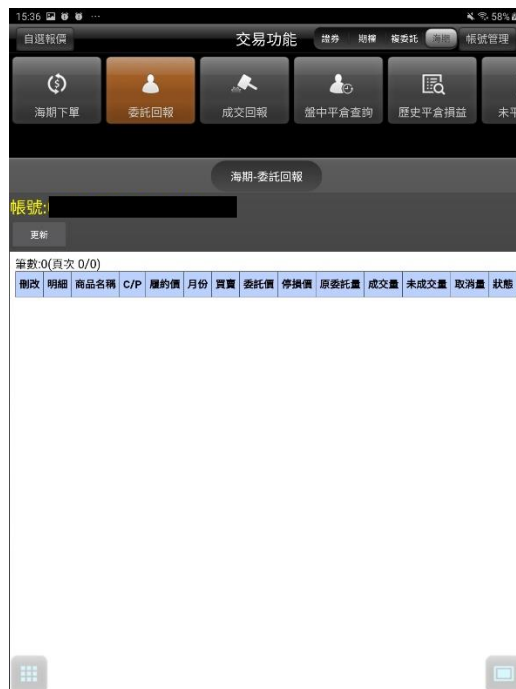 15:36 58%
自選報價 交易功能 證券 期權 複委託 海期 帳號管理
海期下單 委託回報 成交回報 盤中平倉查詢 歷史平倉損益 未平
海期-委託回報
帳號:
更新
筆數:0(頁次 0/0)
刪改 明細 商品名稱 C/P 履約價 月份 買賣 委託價 停損價 原委託量 成交量 未成交量 取消量 狀態